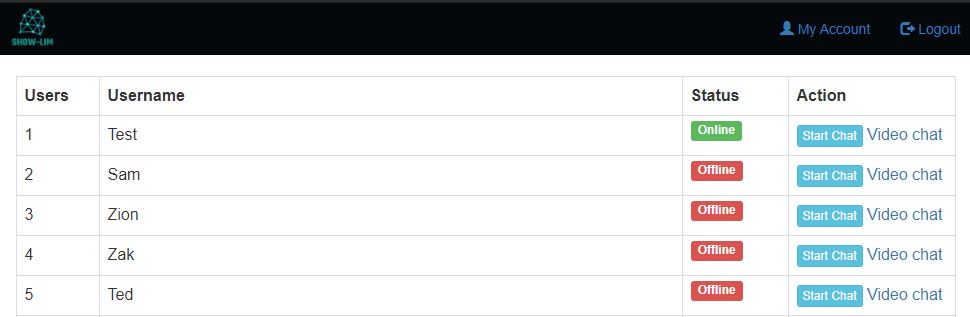 SHOW-LIM My Account Logout
Users Username Status Action
1 Test Online Start Chat Video chat
2 Sam Offline Start Chat Video chat
3 Zion Offline Start Chat Video chat
4 Zak Offline Start Chat Video chat
5 Ted Offline Start Chat Video chat